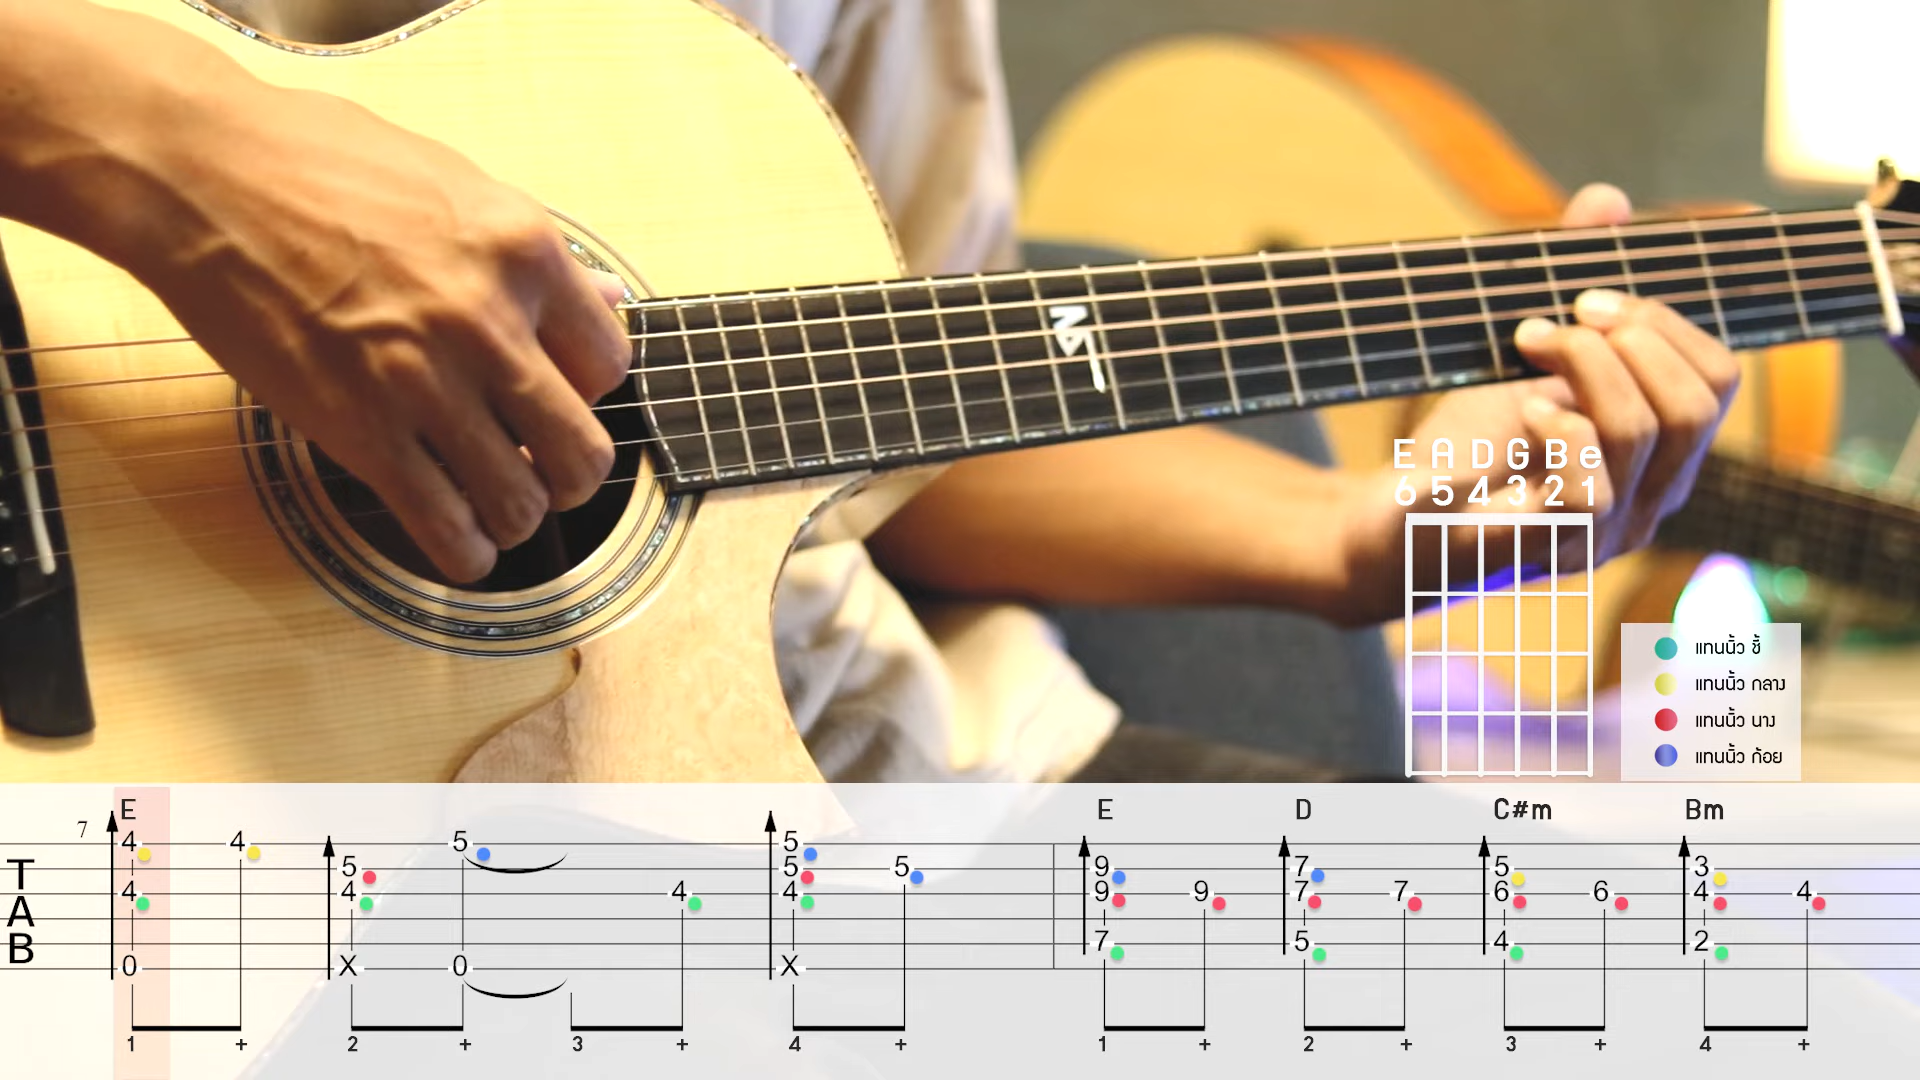 E A D G B e
6 5 4 3 2 1
แทนนิ้ว ชี้
แทนนิ้ว กลาง
แทนนิ้ว นาง
แทนนิ้ว ก้อย
E E D C#m Bm
7
4 4 5 5
5 5 5 9 7 5 3
4 4 4 4 9 9 7 7 6 6 4 4
7 5 4 2
0 X 0 X
T
A
B
1 + 2 + 3 + 4 + 1 + 2 + 3 + 4 +